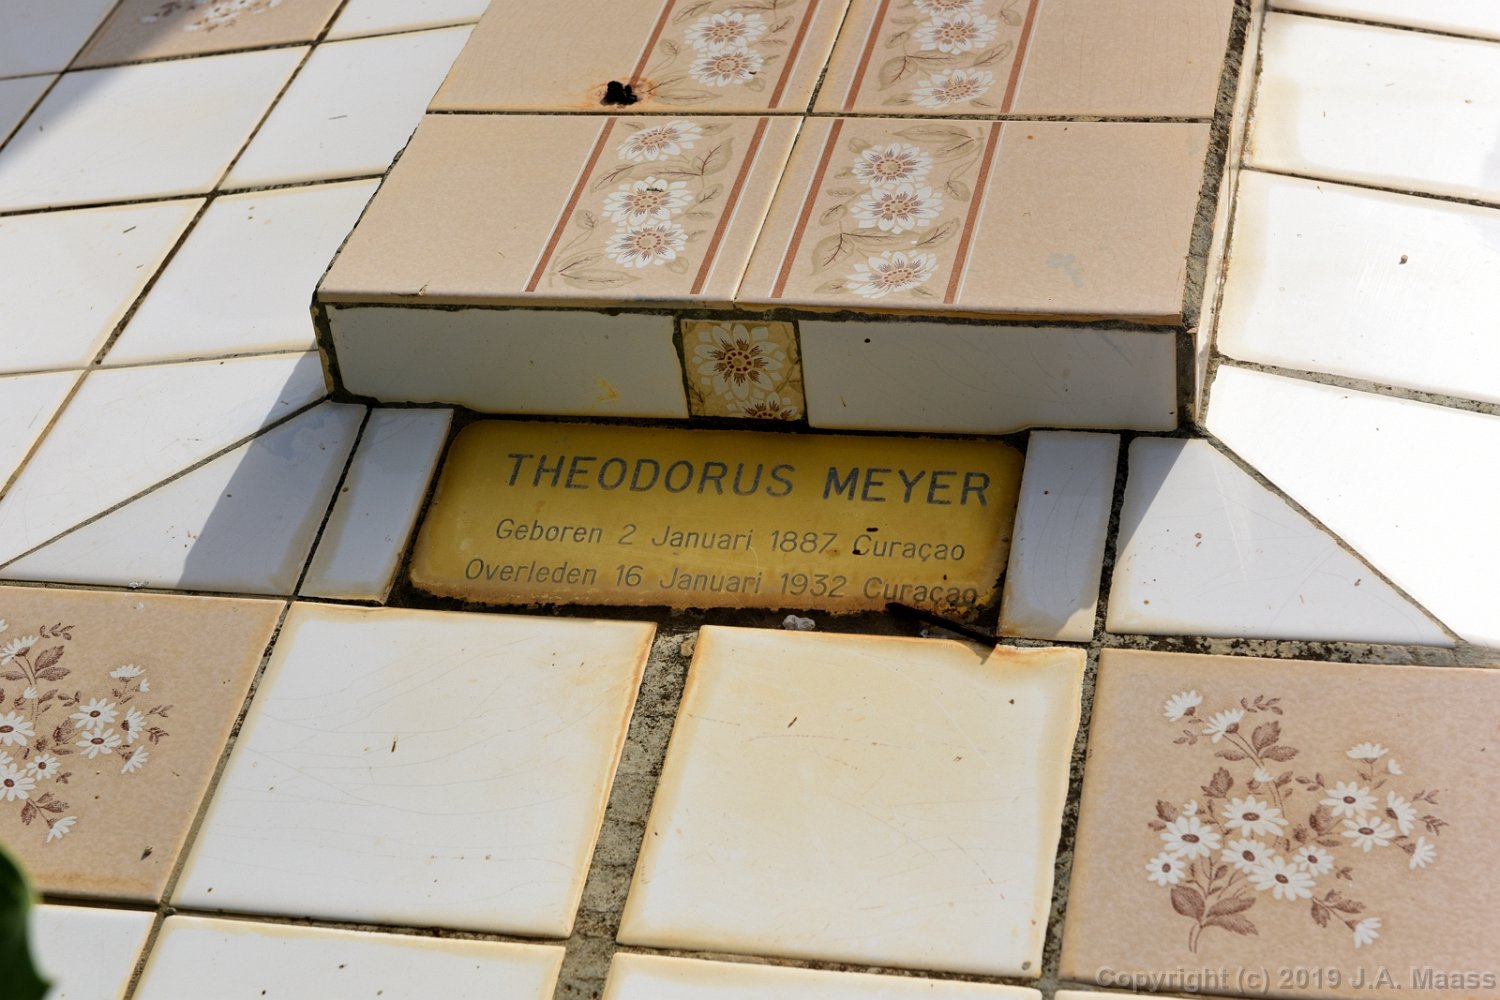 THEODORUS MEYER
Geboren 2 Januari 1887 Curaçao
Overleden 16 Januari 1932 Curaçao
Copyright (c) 2019 J.A. Maass